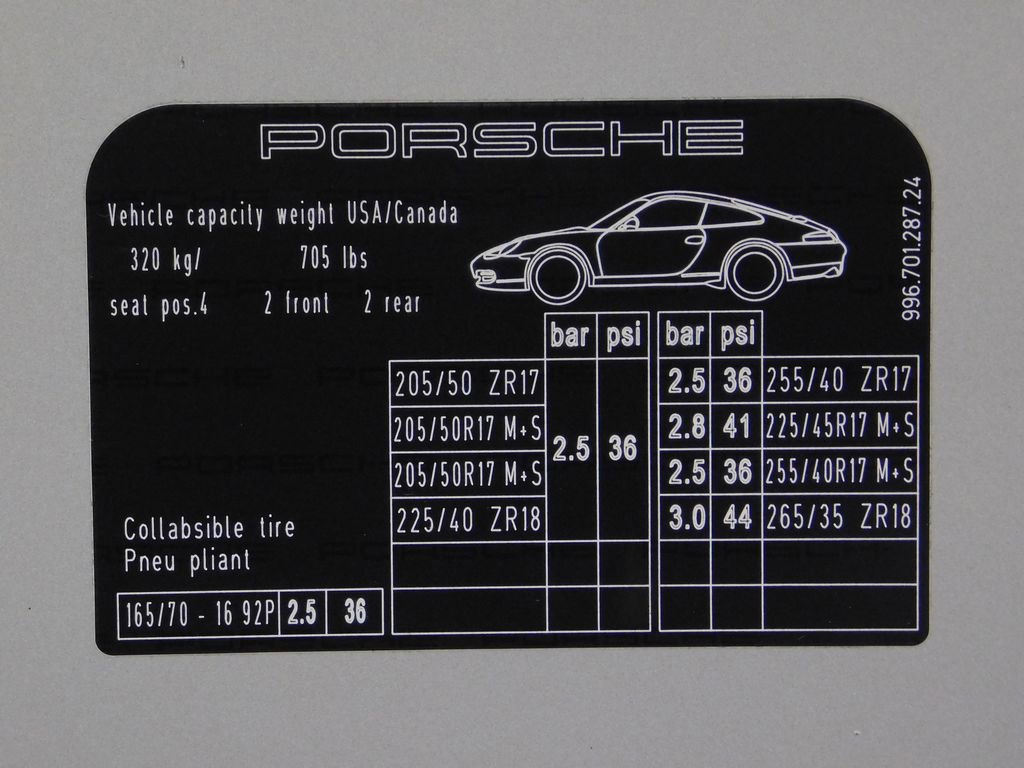 PORSCHE
Vehicle capacity weight USA/Canada
320 kg/ 705 lbs
seat pos.4 2 front 2 rear
996.701.287.24
bar psi bar psi
205/50 ZR17 2.5 36 255/40 ZR17
205/50R17 M+S 2.8 41 225/45R17 M+S
2.5 36
205/50R17 M+S 2.5 36 255/40R17 M+S
225/40 ZR18 3.0 44 265/35 ZR18
Collabsible tire
Pneu pliant
165/70 - 16 92P 2.5 36